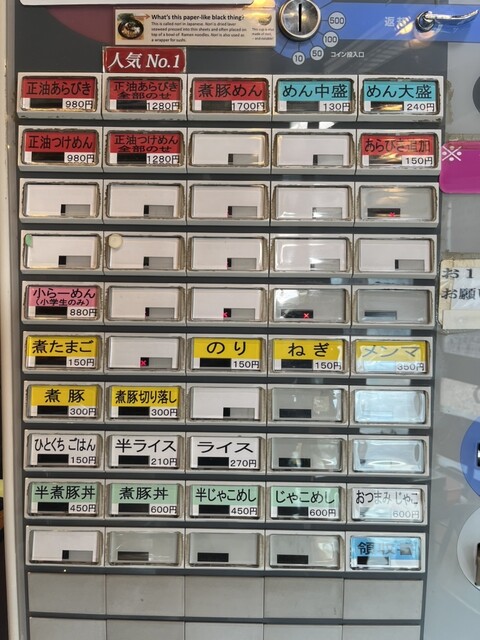 What's this paper-like black thing?
This is called nori in Japanese. Nori is dried laver
500
100
50
10
コイン投入口
人気 No.1
正油あらびき
980円
正油あらびき
全部のせ
1280円
煮豚めん
1700円
めん中盛
130円
めん大盛
240円
正油つけめん
980円
正油つけめん
全部のせ
1280円
あらびき追加
150円
※
小らーめん
(小学生のみ)
880円
煮たまご
150円
のり
150円
ねぎ
150円
メンマ
350円
煮豚
300円
煮豚切り落し
300円
ひとくちごはん
150円
半ライス
210円
ライス
270円
半煮豚丼
450円
煮豚丼
600円
半じゃこめし
450円
じゃこめし
600円
おつまみじゃこ
600円